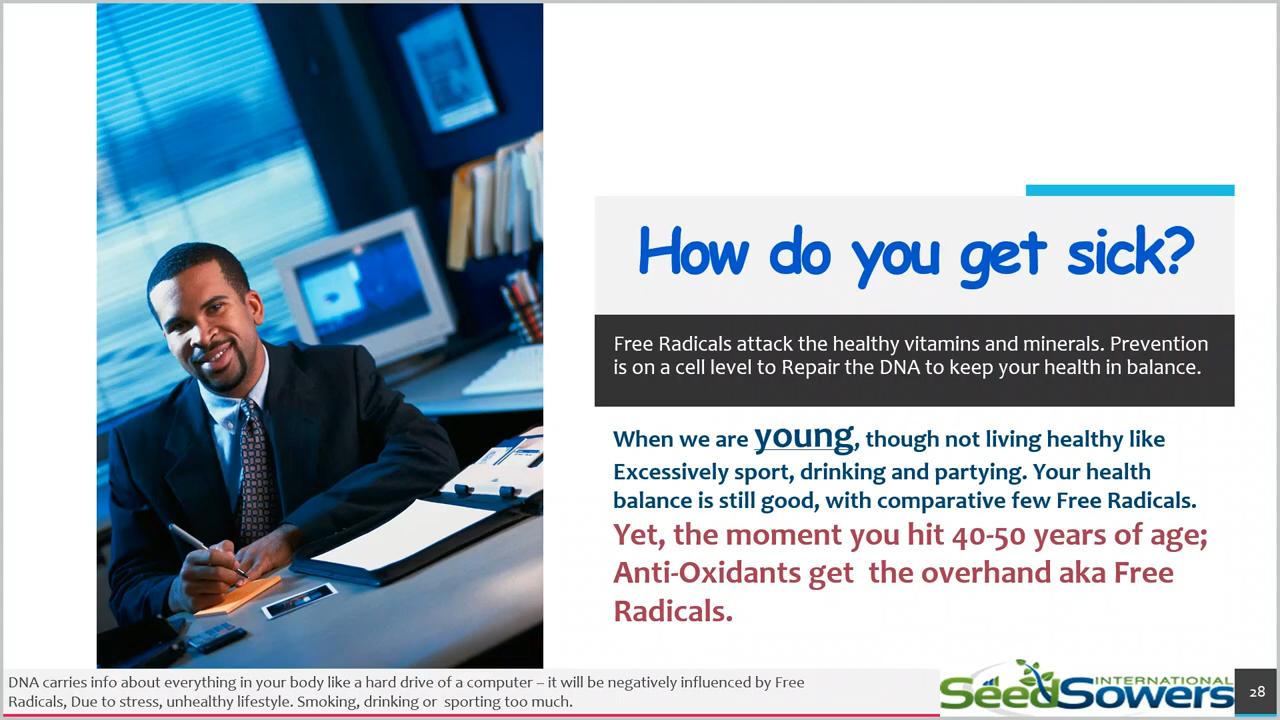 How do you get sick?
Free Radicals attack the healthy vitamins and minerals. Prevention
is on a cell level to Repair the DNA to keep your health in balance.
When we are young, though not living healthy like
Excessively sport, drinking and partying. Your health
balance is still good, with comparative few Free Radicals.
Yet, the moment you hit 40-50 years of age;
Anti-Oxidants get  the overhand aka Free
Radicals.
DNA carries info about everything in your body like a hard drive of a computer – it will be negatively influenced by Free
Radicals, Due to stress, unhealthy lifestyle. Smoking, drinking or  sporting too much.
INTERNATIONAL
SeedSowers
28